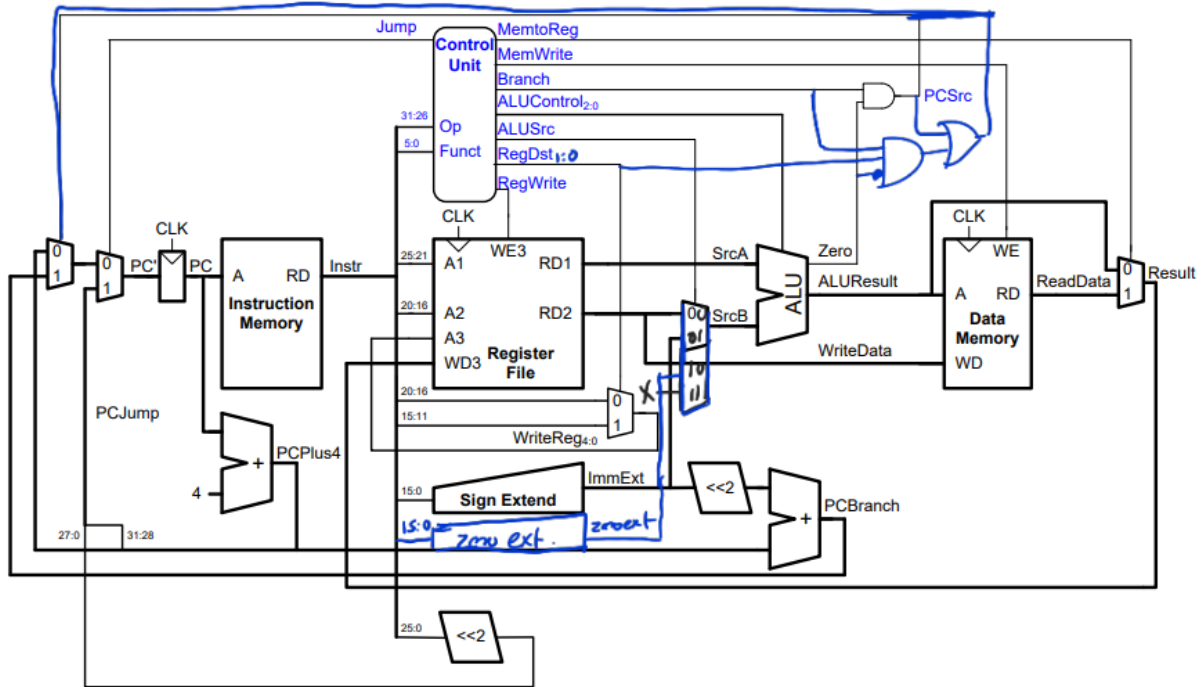 Jump
MemtoReg
Control
Unit
MemWrite
Branch
ALUControl2:0
PCSrc
31:26
Op
ALUSrc
5:0
Funct
RegDst 1:0
RegWrite
CLK
CLK
CLK
0
1
0
1
PC'
PC
A
RD
Instr
Instruction
Memory
25:21
A1
WE3
RD1
SrcA
Zero
WE
0
1
Result
20:16
A2
RD2
00
SrcB
ALU
ALUResult
A
RD
ReadData
01
A3
Data
Memory
WD3
Register
File
10
WriteData
WD
X
11
20:16
0
15:11
1
PCJump
WriteReg4:0
PCPlus4
+
4
15:0
Sign Extend
ImmExt
<<2
PCBranch
+
15:0
zero ext.
zeroext
27:0
31:28
25:0
<<2